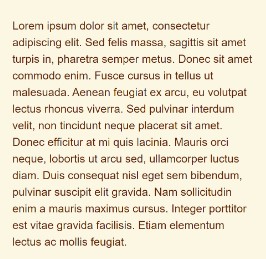 Lorem ipsum dolor sit amet, consectetur
adipiscing elit. Sed felis massa, sagittis sit amet
turpis in, pharetra semper metus. Donec sit amet
commodo enim. Fusce cursus in tellus ut
malesuada. Aenean feugiat ex arcu, eu volutpat
lectus rhoncus viverra. Sed pulvinar interdum
velit, non tincidunt neque placerat sit amet.
Donec efficitur at mi quis lacinia. Mauris orci
neque, lobortis ut arcu sed, ullamcorper luctus
diam. Duis consequat nisl eget sem bibendum,
pulvinar suscipit elit gravida. Nam sollicitudin
enim a mauris maximus cursus. Integer porttitor
est vitae gravida facilisis. Etiam elementum
lectus ac mollis feugiat.